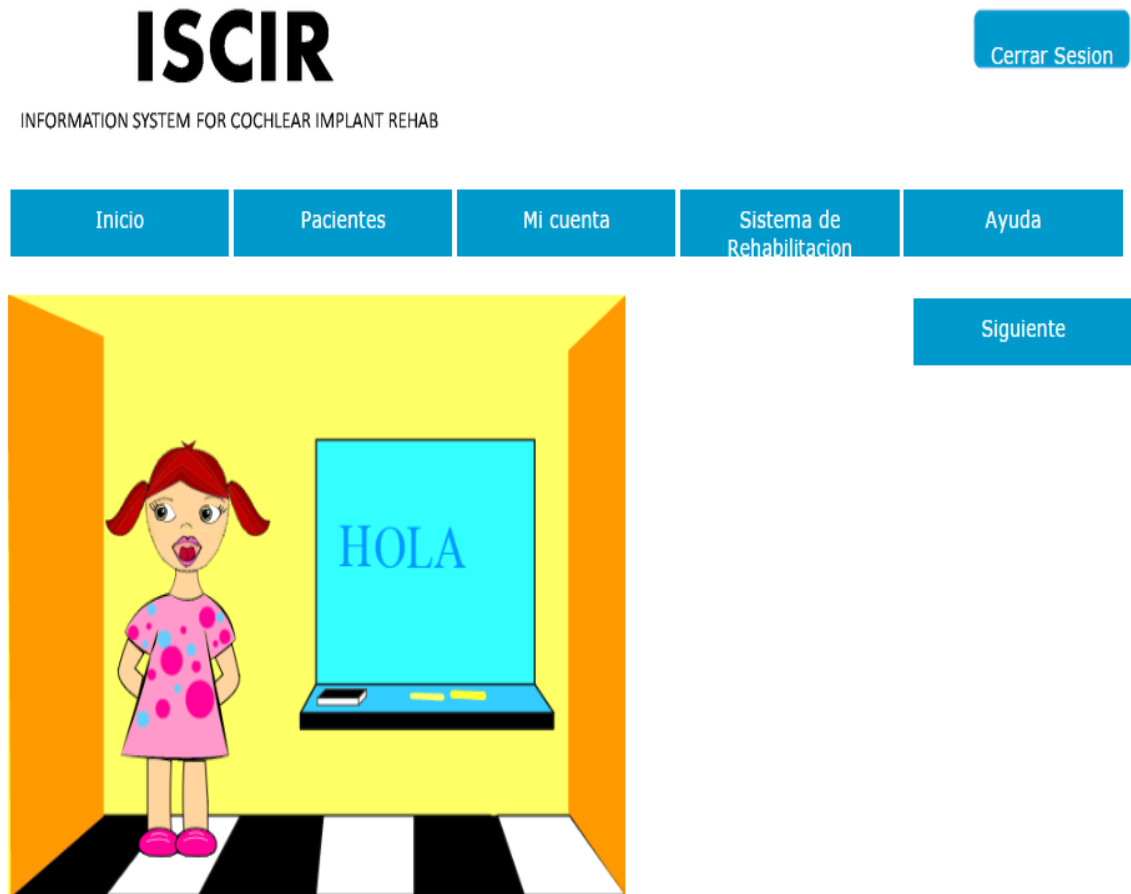 ISCIR
Cerrar Sesion
INFORMATION SYSTEM FOR COCHLEAR IMPLANT REHAB
Inicio
Pacientes
Mi cuenta
Sistema de
Rehabilitacion
Ayuda
Siguiente
HOLA